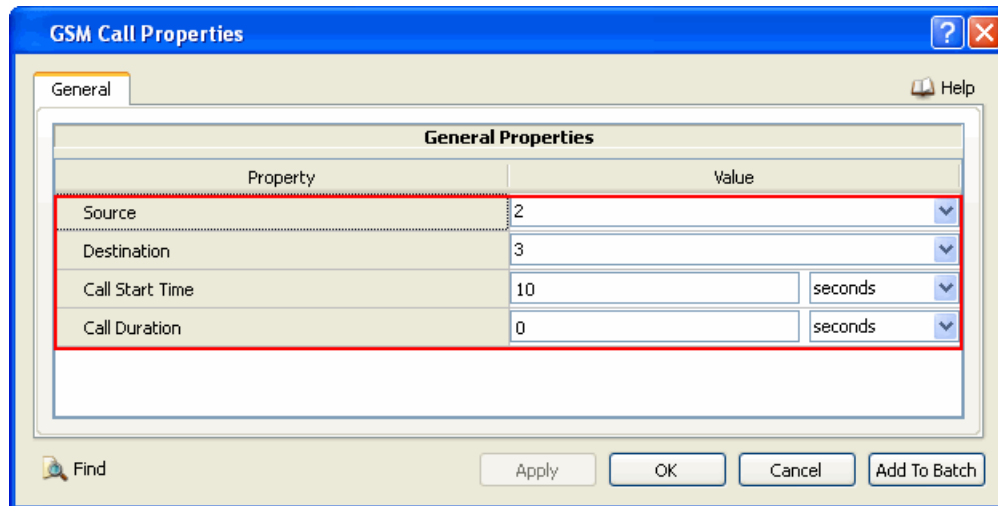 GSM Call Properties
?
General
Help
General Properties
Property Value
Source 2
Destination 3
Call Start Time 10 seconds
Call Duration 0 seconds
Find Apply OK Cancel Add To Batch